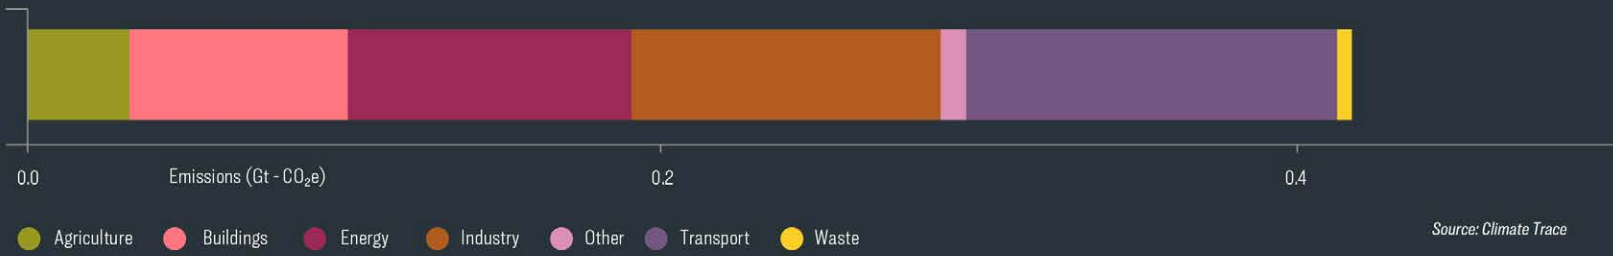 0.0
Emissions (Gt - CO₂e)
0.2
0.4
Agriculture
Buildings
Energy
Industry
Other
Transport
Waste
Source: Climate Trace